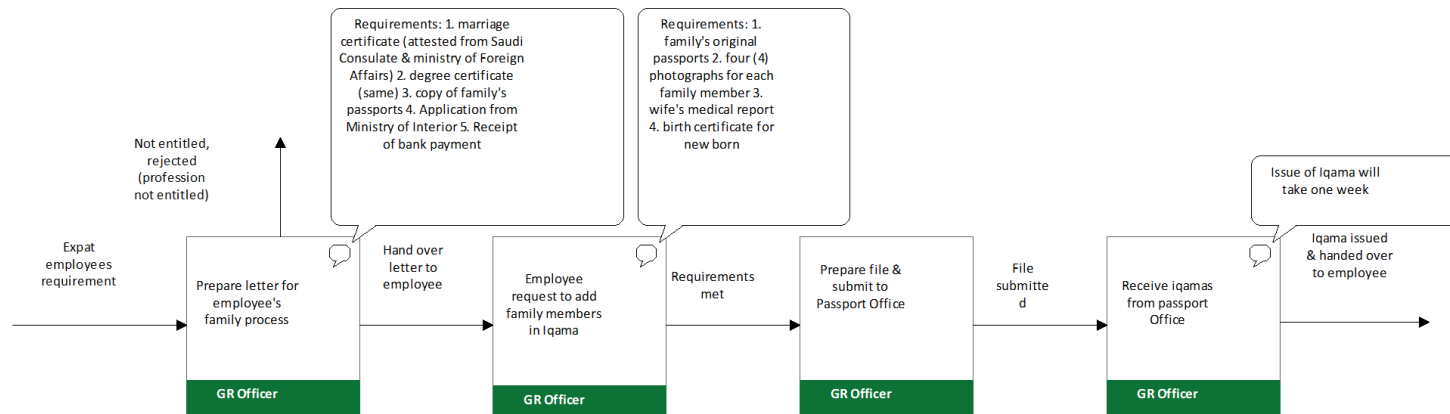 Requirements: 1. marriage
certificate (attested from Saudi
Consulate & ministry of Foreign
Affairs) 2. degree certificate
(same) 3. copy of family's
passports 4. Application from
Ministry of Interior 5. Receipt
of bank payment
Requirements: 1.
family's original
passports 2. four (4)
photographs for each
family member 3.
wife's medical report
4. birth certificate for
new born
Not entitled,
rejected
(profession
not entitled)
Issue of Iqama will
take one week
Expat
employees
requirement
Prepare letter for
employee's
family process
GR Officer
Hand over
letter to
employee
Employee
request to add
family members
in Iqama
GR Officer
Requirements
met
Prepare file &
submit to
Passport Office
GR Officer
File
submitte
d
Receive iqamas
from passport
Office
GR Officer
Iqama issued
& handed over
to employee